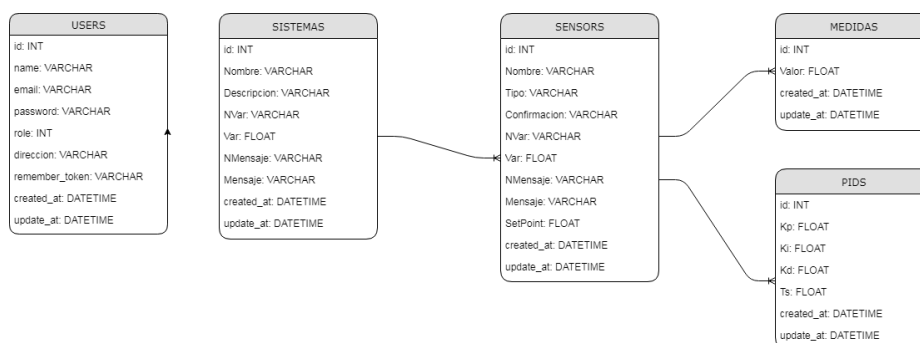 USERS
id: INT
name: VARCHAR
email: VARCHAR
password: VARCHAR
role: INT
direccion: VARCHAR
remember_token: VARCHAR
created_at: DATETIME
update_at: DATETIME
SISTEMAS
id: INT
Nombre: VARCHAR
Descripcion: VARCHAR
NVar: VARCHAR
Var: FLOAT
NMensaje: VARCHAR
Mensaje: VARCHAR
created_at: DATETIME
update_at: DATETIME
SENSORS
id: INT
Nombre: VARCHAR
Tipo: VARCHAR
Confirmacion: VARCHAR
NVar: VARCHAR
Var: FLOAT
NMensaje: VARCHAR
Mensaje: VARCHAR
SetPoint: FLOAT
created_at: DATETIME
update_at: DATETIME
MEDIDAS
id: INT
Valor: FLOAT
created_at: DATETIME
update_at: DATETIME
PIDS
id: INT
Kp: FLOAT
Ki: FLOAT
Kd: FLOAT
Ts: FLOAT
created_at: DATETIME
update_at: DATETIME